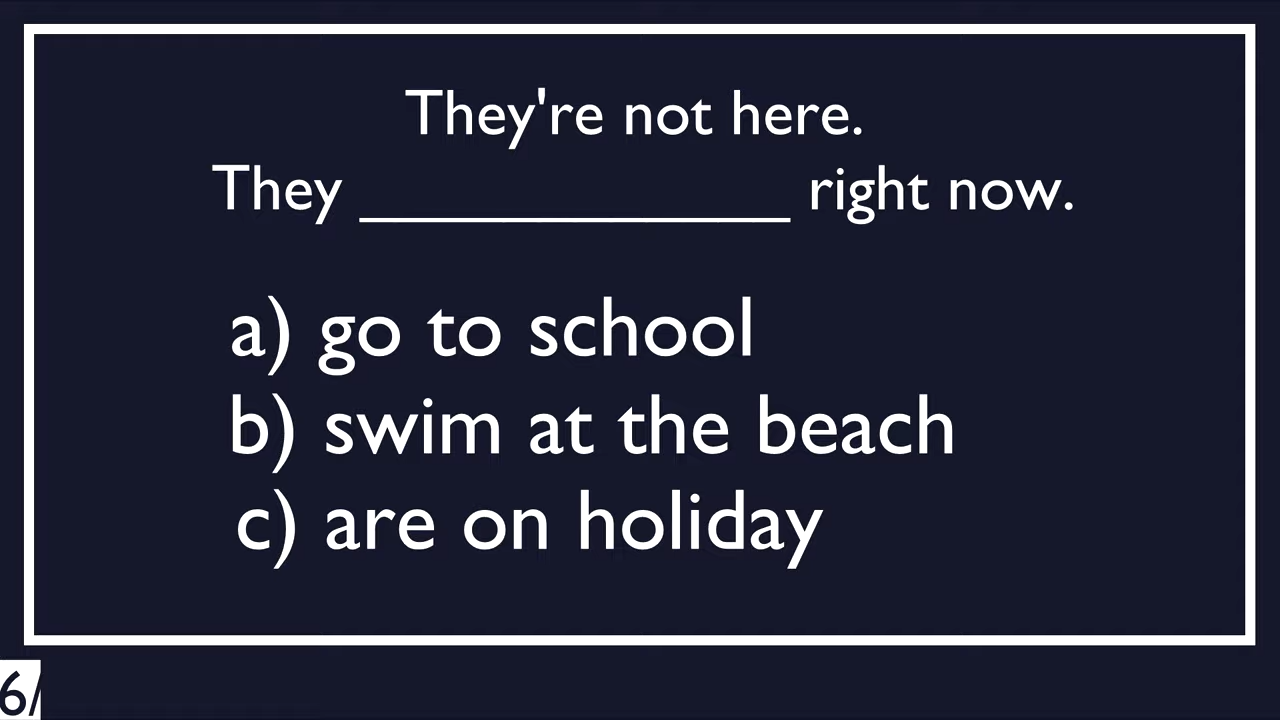 They're not here.
They ______________ right now.
a) go to school
b) swim at the beach
c) are on holiday
6/